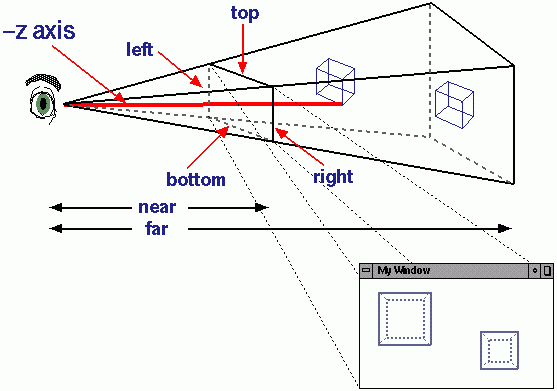 top
–z axis
left
bottom
right
near
far
My Window